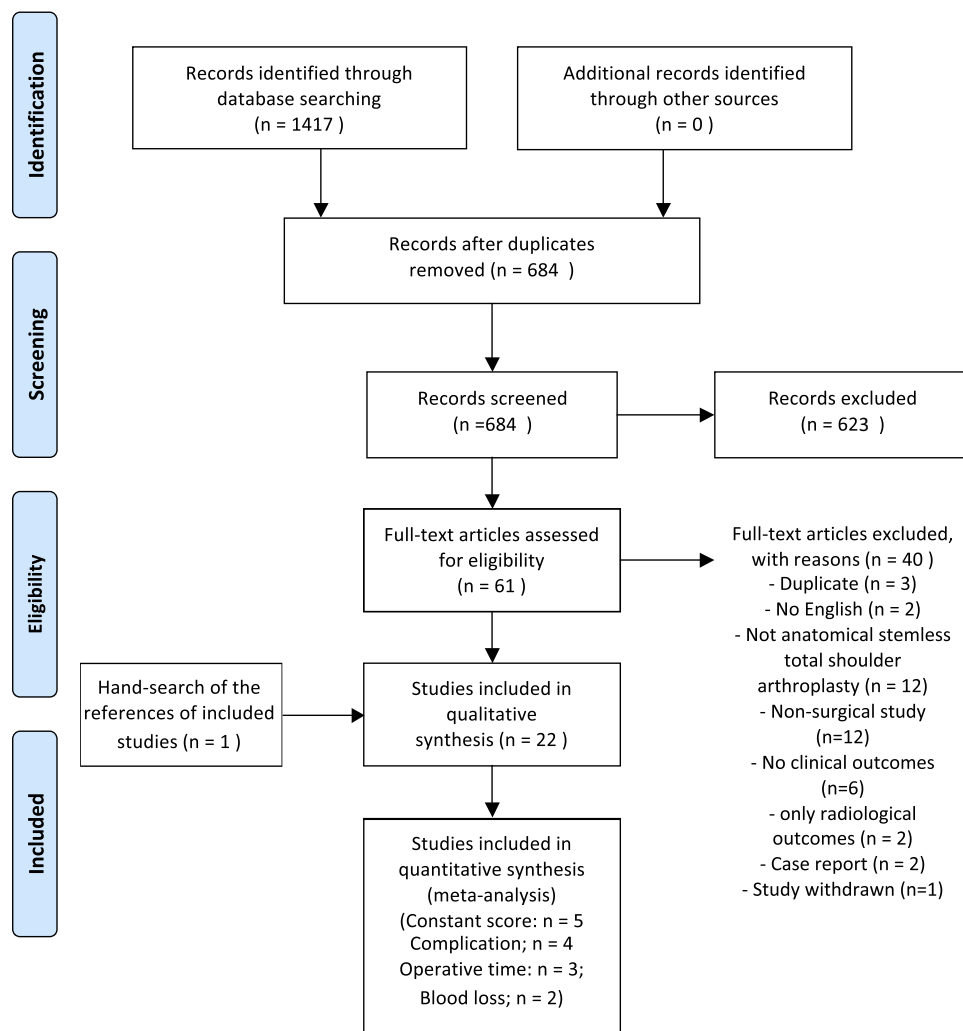 Identification
Records identified through
database searching
(n = 1417 )
Additional records identified
through other sources
(n = 0 )
Records after duplicates
removed (n = 684 )
Screening
Records screened
(n =684 )
Records excluded
(n = 623 )
Eligibility
Full-text articles assessed
for eligibility
(n = 61 )
Full-text articles excluded,
with reasons (n = 40 )
- Duplicate (n = 3)
- No English (n = 2)
- Not anatomical stemless
total shoulder
arthroplasty (n = 12)
- Non-surgical study
(n=12)
- No clinical outcomes
(n=6)
- only radiological
outcomes (n = 2)
- Case report (n = 2)
- Study withdrawn (n=1)
Hand-search of the
references of included
studies (n = 1 )
Studies included in
qualitative
synthesis (n = 22 )
Included
Studies included in
quantitative synthesis
(meta-analysis)
(Constant score: n = 5
Complication; n = 4
Operative time: n = 3;
Blood loss; n = 2)